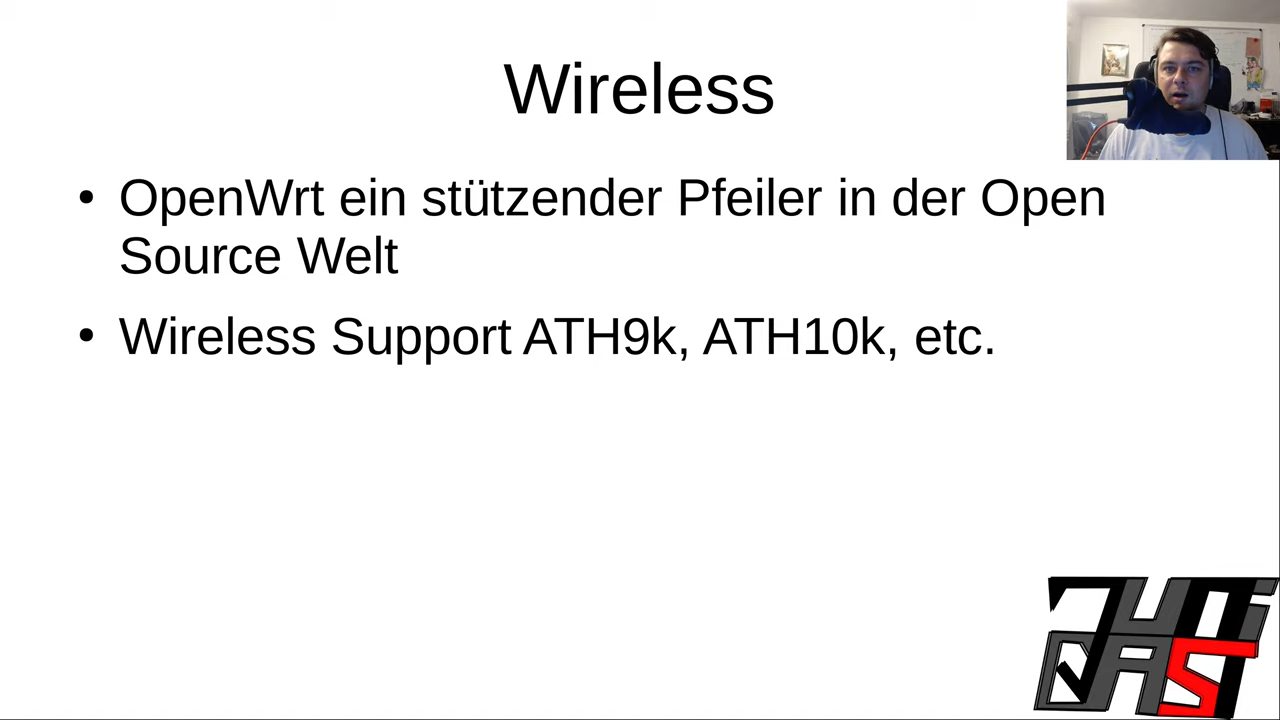 Wireless
• OpenWrt ein stützender Pfeiler in der Open
Source Welt
• Wireless Support ATH9k, ATH10k, etc.